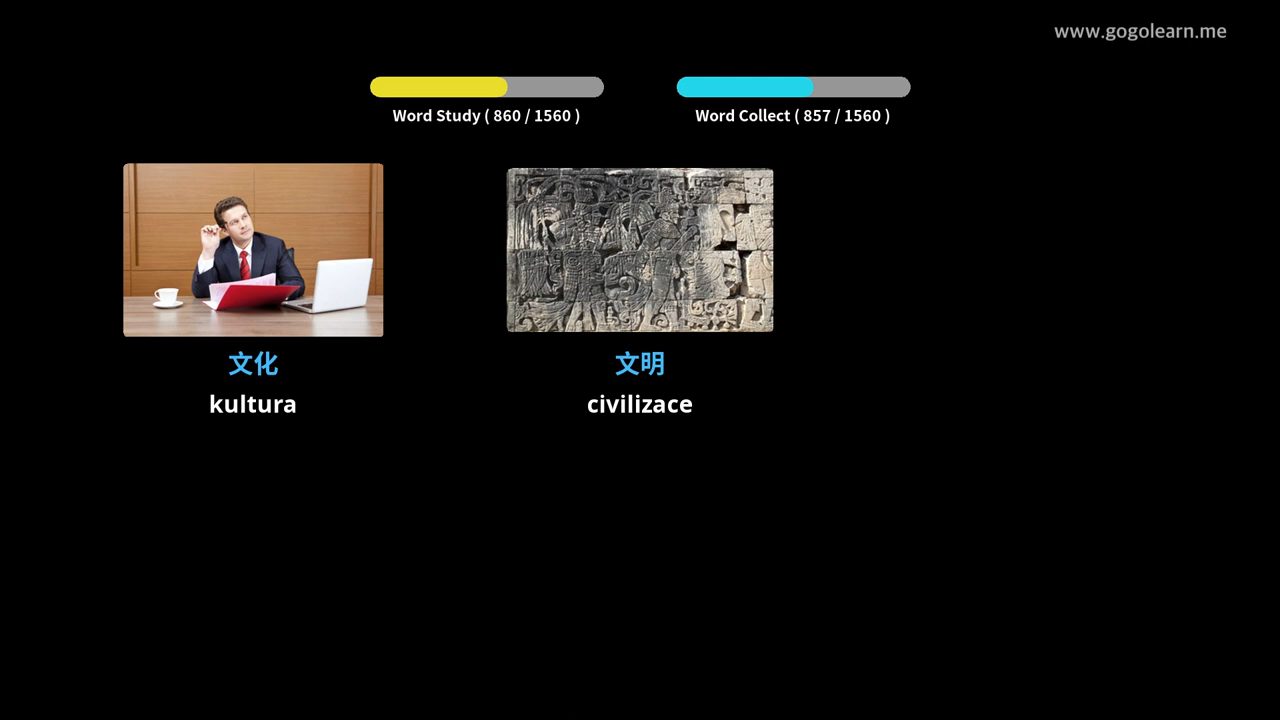 www.gogolearn.me
Word Study ( 860 / 1560 )
Word Collect ( 857 / 1560 )
文化
kultura
文明
civilizace